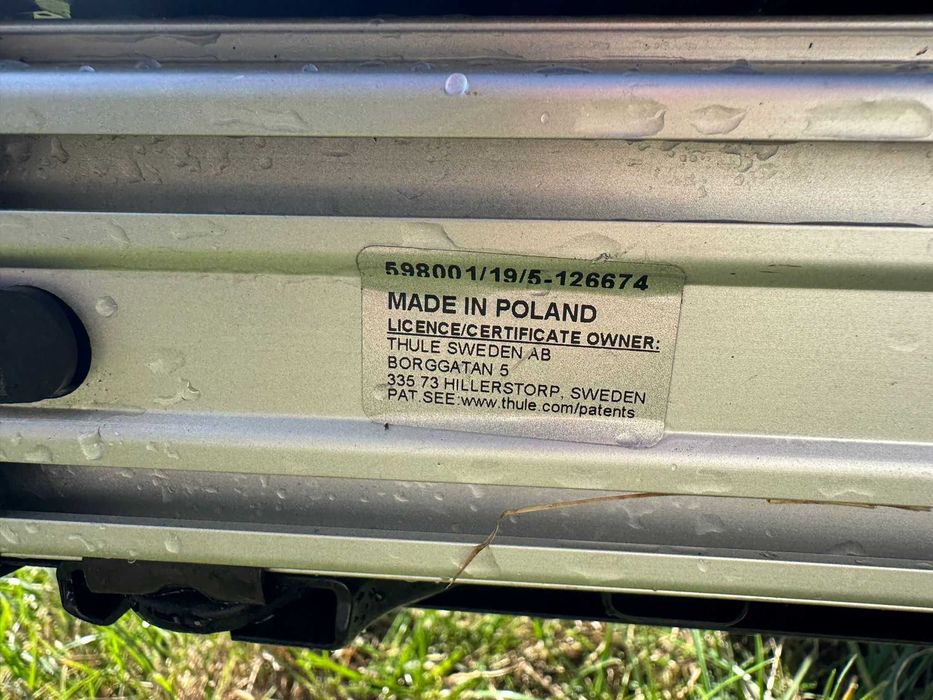 598001/19/5-126674
MADE IN POLAND
LICENCE/CERTIFICATE OWNER:
THULE SWEDEN AB
BORGGATAN 5
335 73 HILLERSTORP, SWEDEN
PAT.SEE:www.thule.com/patents